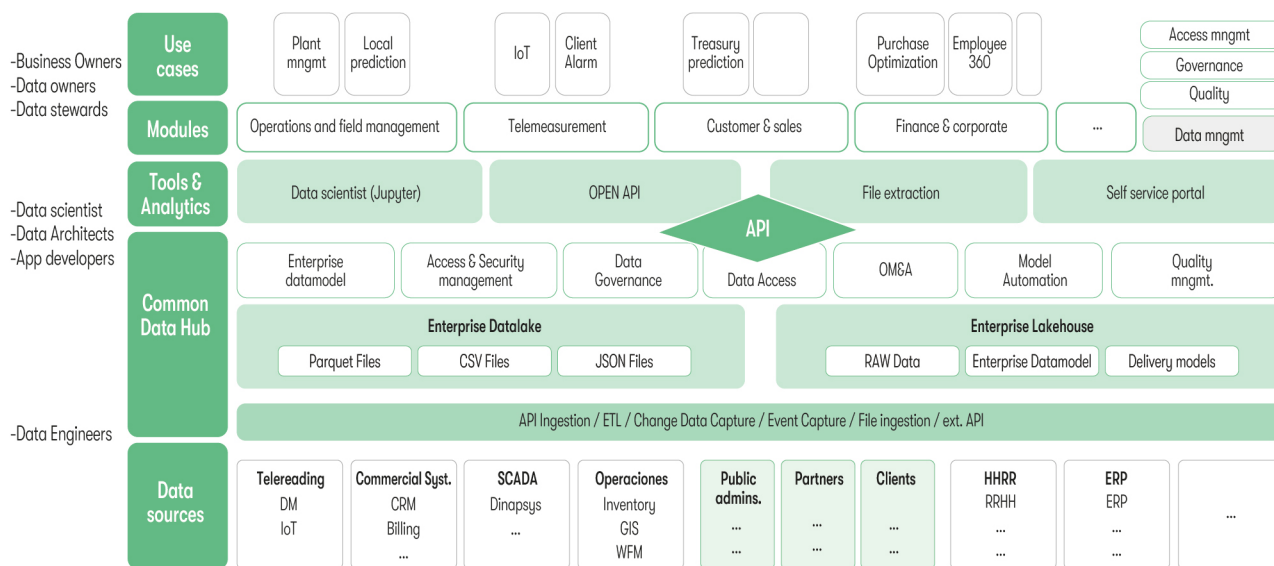 -Business Owners
-Data owners
-Data stewards
Use
cases
Plant
mngmt
Local
prediction
IoT
Client
Alarm
Treasury
prediction
Purchase
Optimization
Employee
360
Access mngmt
Governance
Quality
Data mngmt
Modules
Operations and field management
Telemeasurement
Customer & sales
Finance & corporate
...
-Data scientist
-Data Architects
-App developers
Tools &
Analytics
Data scientist (Jupyter)
OPEN API
File extraction
Self service portal
API
Common
Data Hub
Enterprise
datamodel
Access & Security
management
Data
Governance
Data Access
OM&A
Model
Automation
Quality
mngmt.
Enterprise Datalake
Parquet Files
CSV Files
JSON Files
Enterprise Lakehouse
RAW Data
Enterprise Datamodel
Delivery models
-Data Engineers
API Ingestion / ETL / Change Data Capture / Event Capture / File ingestion / ext. API
Data
sources
Telereading
DM
IoT
Commercial Syst.
CRM
Billing
...
SCADA
Dinapsys
...
Operaciones
Inventory
GIS
WFM
Public
admins.
...
...
Partners
...
...
Clients
...
...
HHRR
RRHH
...
...
ERP
ERP
...
...
...